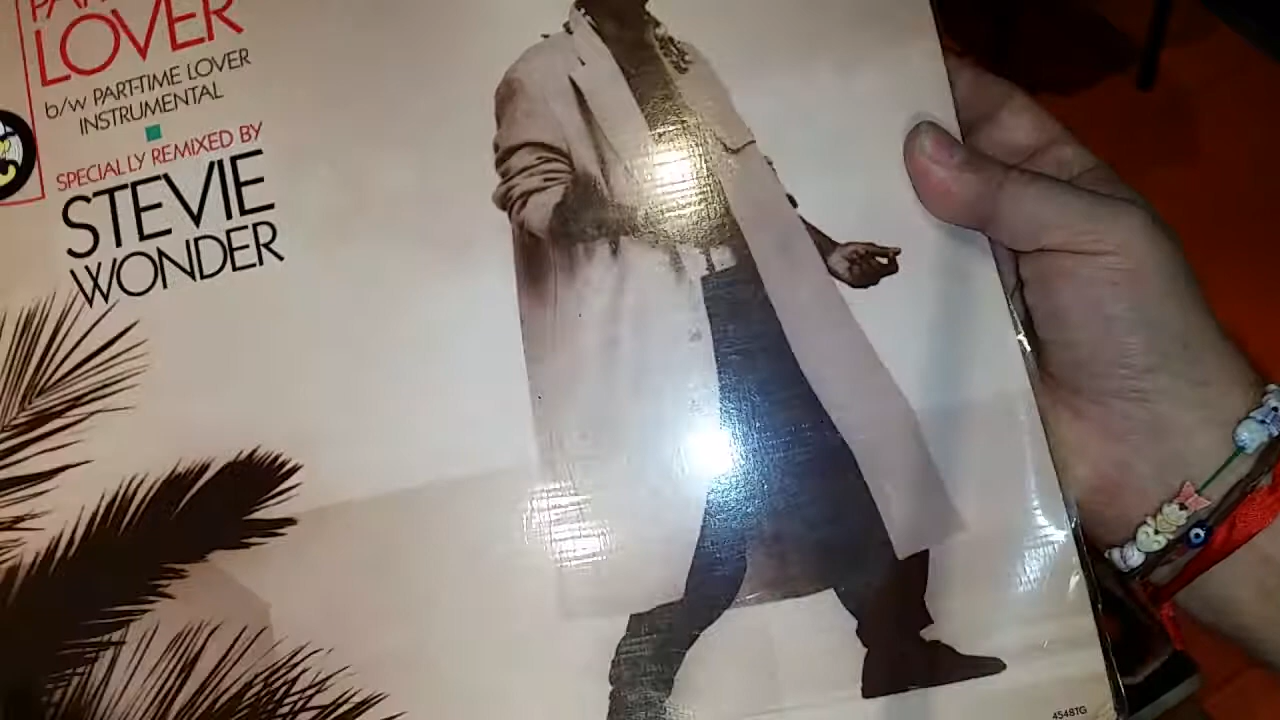 LOVER
b/w PART-TIME LOVER
INSTRUMENTAL
SPECIALLY REMIXED BY
STEVIE
WONDER
4548TG